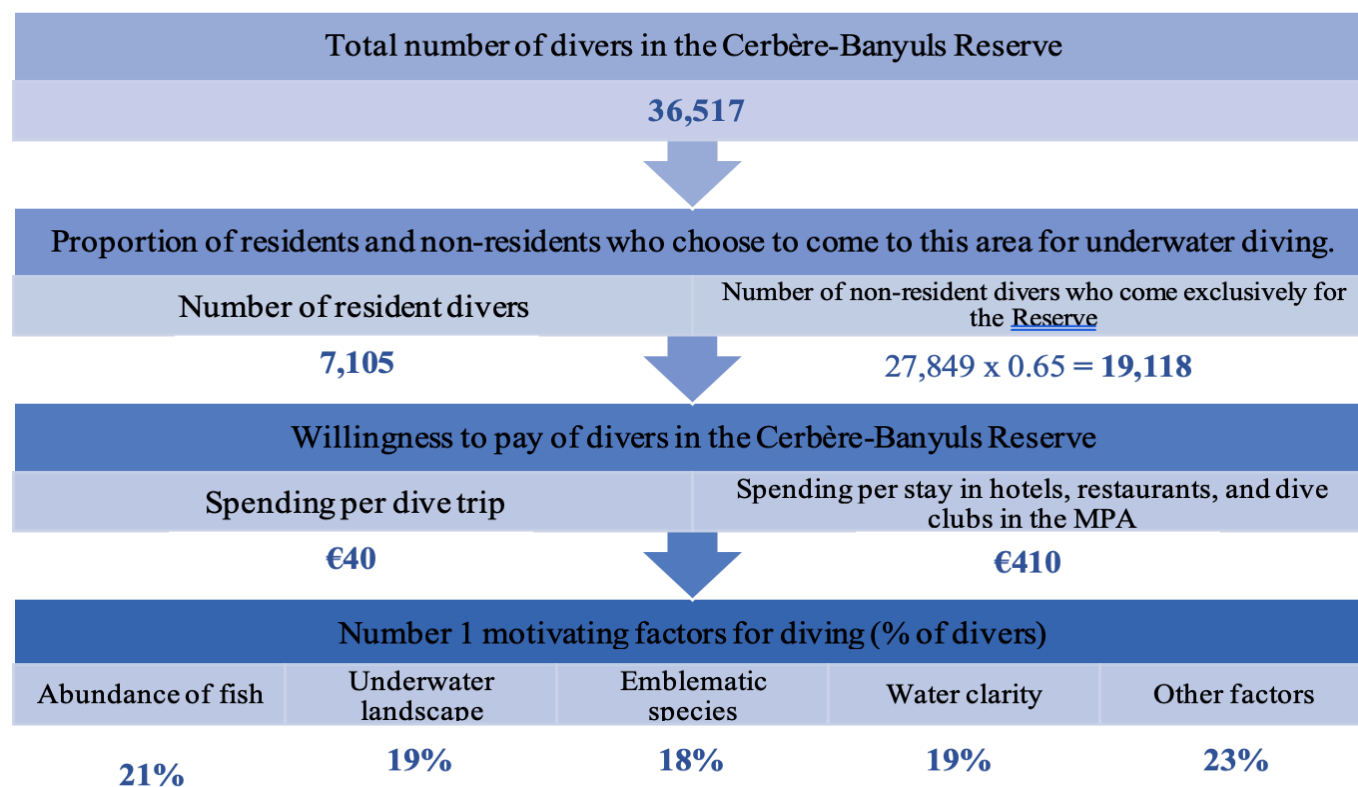 Total number of divers in the Cerbère-Banyuls Reserve
36,517
Proportion of residents and non-residents who choose to come to this area for underwater diving.
Number of resident divers
7,105
Number of non-resident divers who come exclusively for
the Reserve
27,849 x 0.65 = 19,118
Willingness to pay of divers in the Cerbère-Banyuls Reserve
Spending per dive trip
€40
Spending per stay in hotels, restaurants, and dive
clubs in the MPA
€410
Number 1 motivating factors for diving (% of divers)
Abundance of fish
21%
Underwater
landscape
19%
Emblematic
species
18%
Water clarity
19%
Other factors
23%